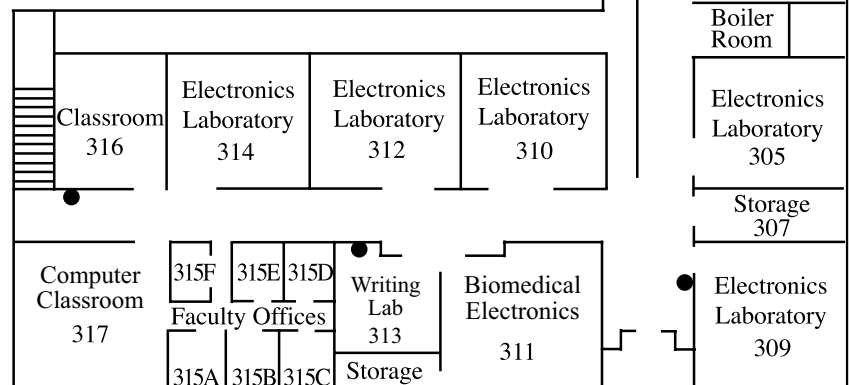 Boiler
Room
Classroom
316
Electronics
Laboratory
314
Electronics
Laboratory
312
Electronics
Laboratory
310
Electronics
Laboratory
305
Storage
307
Computer
Classroom
317
315F
315E
315D
Faculty Offices
315A
315B
315C
Writing
Lab
313
Storage
Biomedical
Electronics
311
Electronics
Laboratory
309